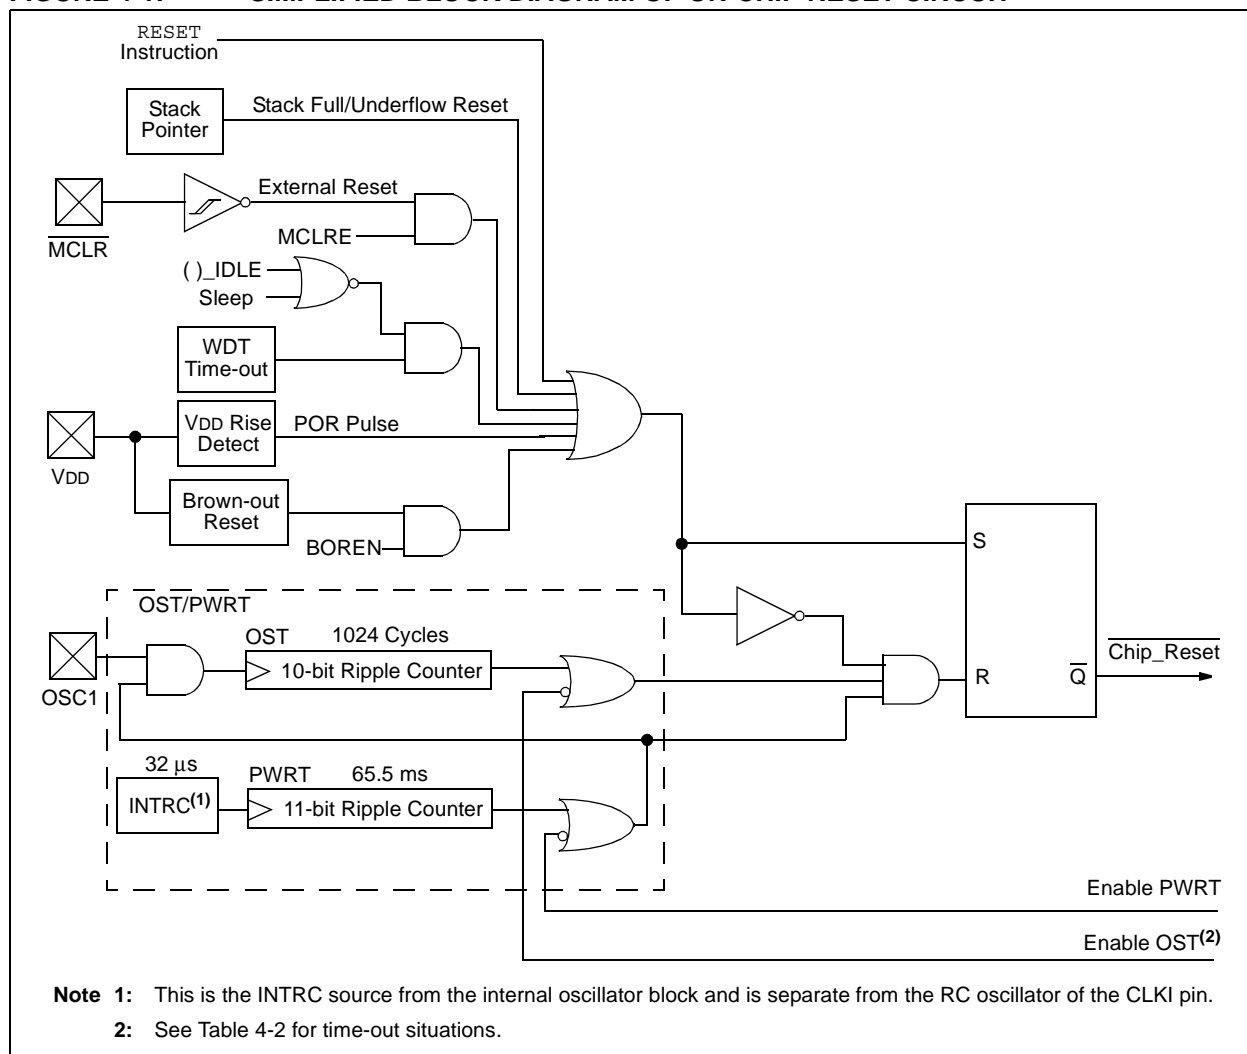 RESET
Instruction
Stack
Pointer
Stack Full/Underflow Reset
MCLR
External Reset
MCLRE
( )_IDLE
Sleep
WDT
Time-out
VDD
VDD Rise
Detect
POR Pulse
Brown-out
Reset
BOREN
S
R
Q
Chip_Reset
OST/PWRT
OSC1
OST
1024 Cycles
10-bit Ripple Counter
32 μs
INTRC(1)
PWRT
65.5 ms
11-bit Ripple Counter
Enable PWRT
Enable OST(2)
Note 1: This is the INTRC source from the internal oscillator block and is separate from the RC oscillator of the CLKI pin.
2: See Table 4-2 for time-out situations.